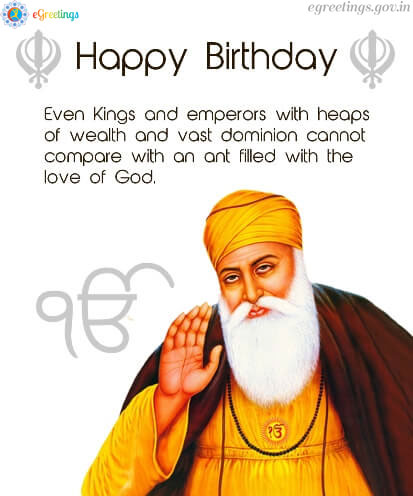 eGreetings
egreetings.gov.in
Happy Birthday
Even Kings and emperors with heaps
of wealth and vast dominion cannot
compare with an ant filled with the
love of God.
ੴ
ੴ